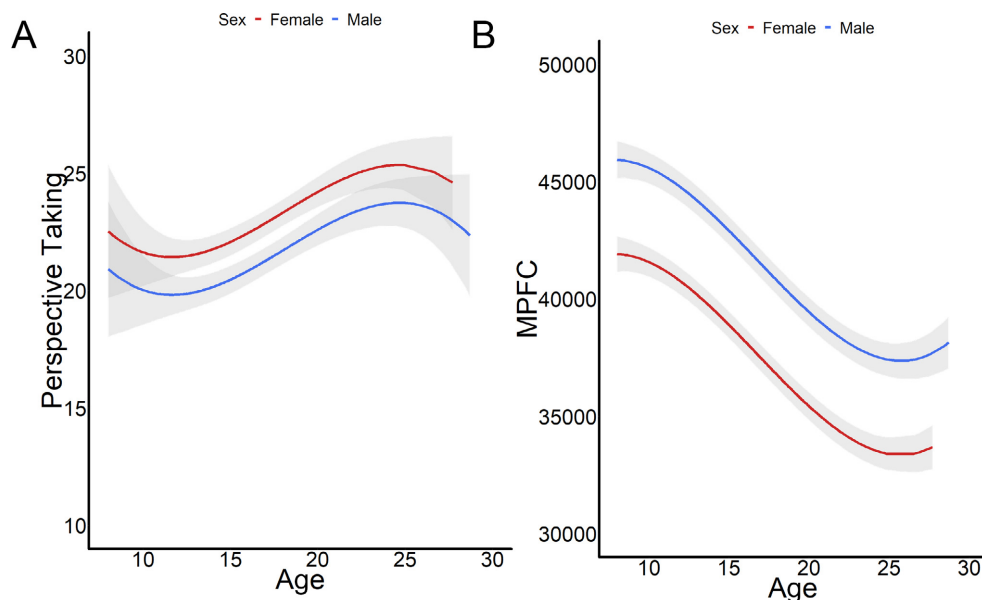 A
Sex Female Male
Perspective Taking
30
25
20
15
10
10 15 20 25 30
Age
B
Sex Female Male
MPFC
50000
45000
40000
35000
30000
10 15 20 25 30
Age